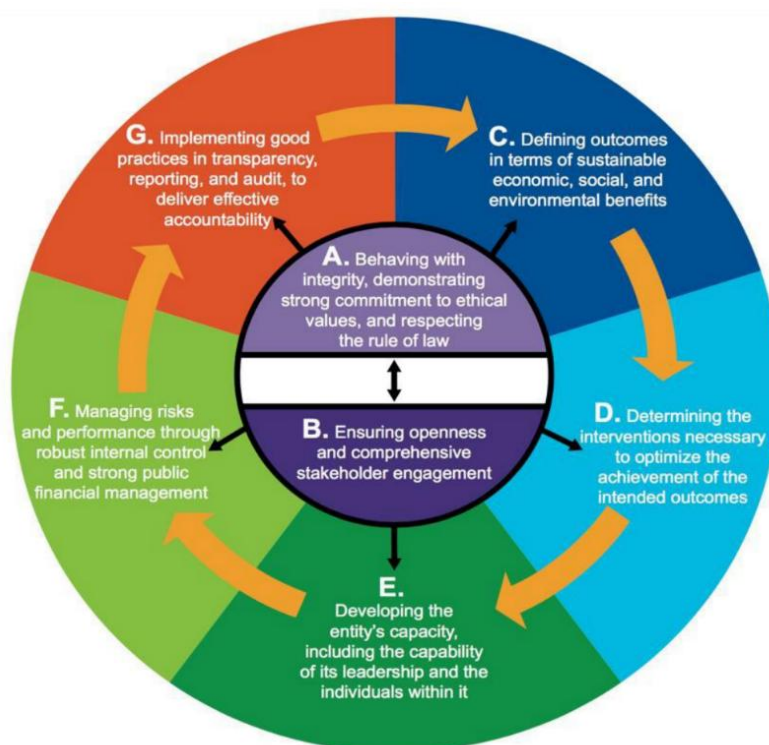 G. Implementing good
practices in transparency,
reporting, and audit, to
deliver effective
accountability
C. Defining outcomes
in terms of sustainable
economic, social, and
environmental benefits
A. Behaving with
integrity, demonstrating
strong commitment to ethical
values, and respecting
the rule of law
B. Ensuring openness
and comprehensive
stakeholder engagement
D. Determining the
interventions necessary
to optimize the
achievement of the
intended outcomes
E.
Developing the
entity's capacity,
including the capability
of its leadership and the
individuals within it
F. Managing risks
and performance through
robust internal control
and strong public
financial management